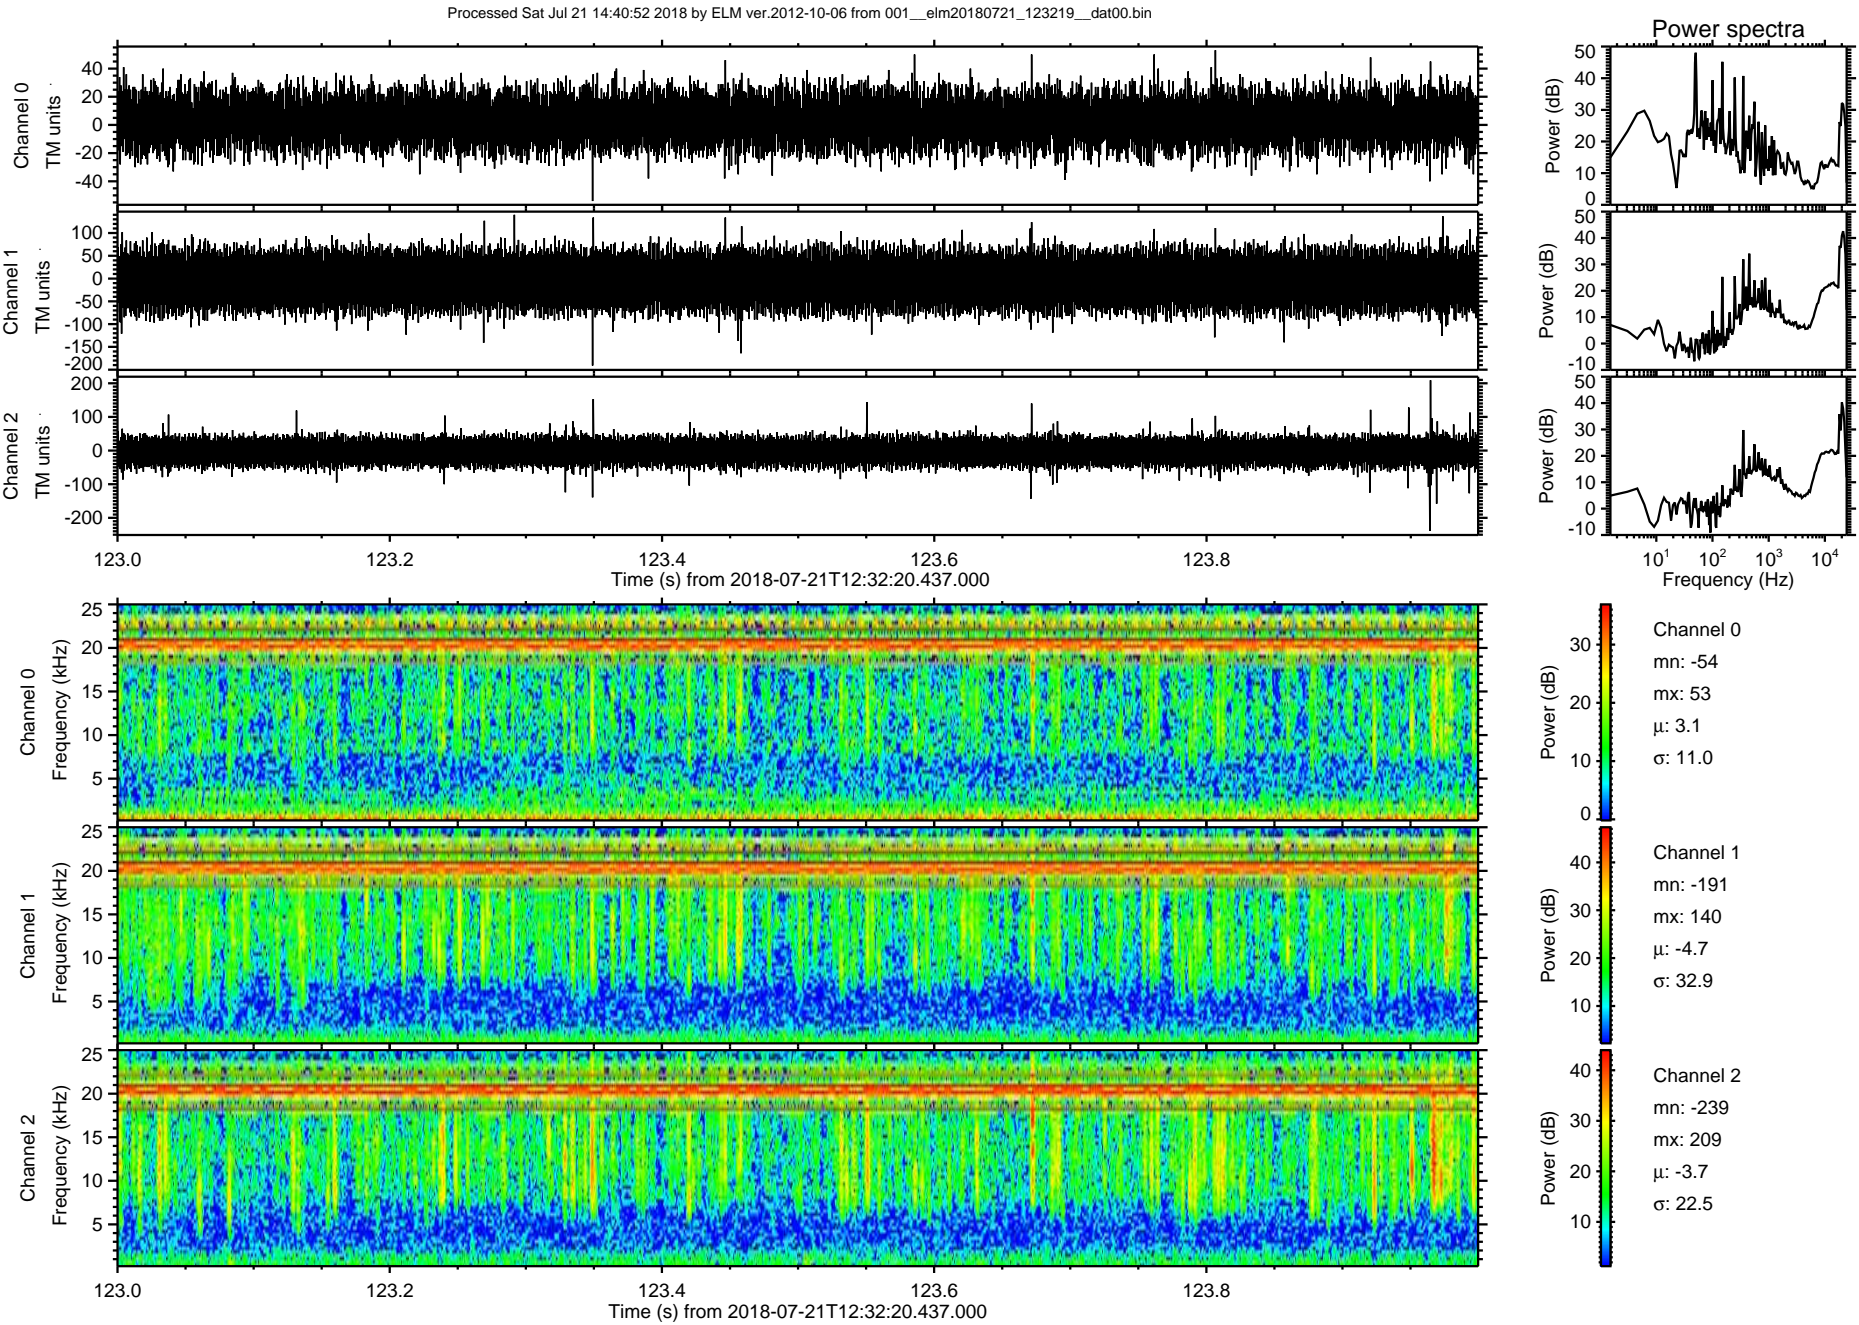 Processed Sat Jul 21 14:40:52 2018 by ELM ver.2012-10-06 from 001__elm20180721_123219__dat00.bin
Power spectra
Channel 0
TM units
40
20
0
-20
-40
Power (dB)
50
40
30
20
10
0
Channel 1
TM units
100
50
0
-50
-100
-150
-200
Power (dB)
50
40
30
20
10
0
-10
Channel 2
TM units
200
100
0
-100
-200
Power (dB)
50
40
30
20
10
0
-10
123.0 123.2 123.4 123.6 123.8
Time (s) from 2018-07-21T12:32:20.437.000
10^1 10^2 10^3 10^4
Frequency (Hz)
Channel 0
Frequency (kHz)
25
20
15
10
5
Power (dB)
30
20
10
0
Channel 0
mn: -54
mx: 53
μ: 3.1
σ: 11.0
Channel 1
Frequency (kHz)
25
20
15
10
5
Power (dB)
40
30
20
10
Channel 1
mn: -191
mx: 140
μ: -4.7
σ: 32.9
Channel 2
Frequency (kHz)
25
20
15
10
5
Power (dB)
40
30
20
10
Channel 2
mn: -239
mx: 209
μ: -3.7
σ: 22.5
123.0 123.2 123.4 123.6 123.8
Time (s) from 2018-07-21T12:32:20.437.000